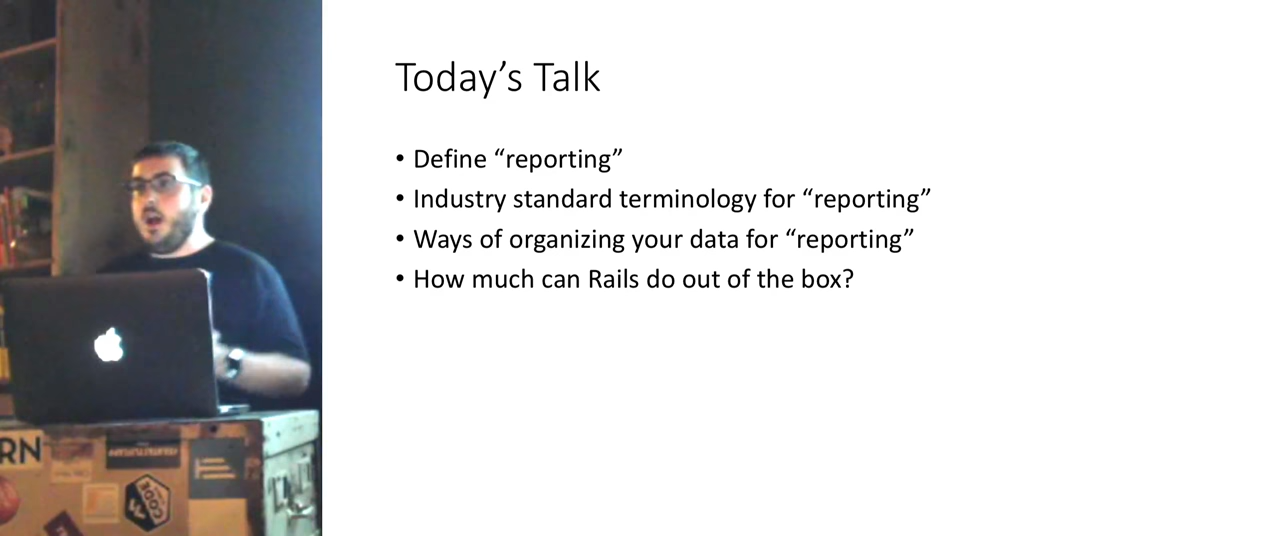 Today’s Talk
• Define “reporting”
• Industry standard terminology for “reporting”
• Ways of organizing your data for “reporting”
• How much can Rails do out of the box?
RN
CODE